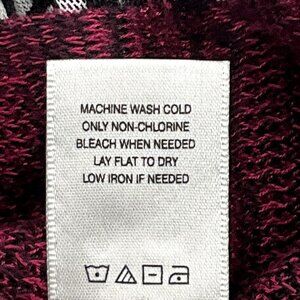 MACHINE WASH COLD
ONLY NON-CHLORINE
BLEACH WHEN NEEDED
LAY FLAT TO DRY
LOW IRON IF NEEDED